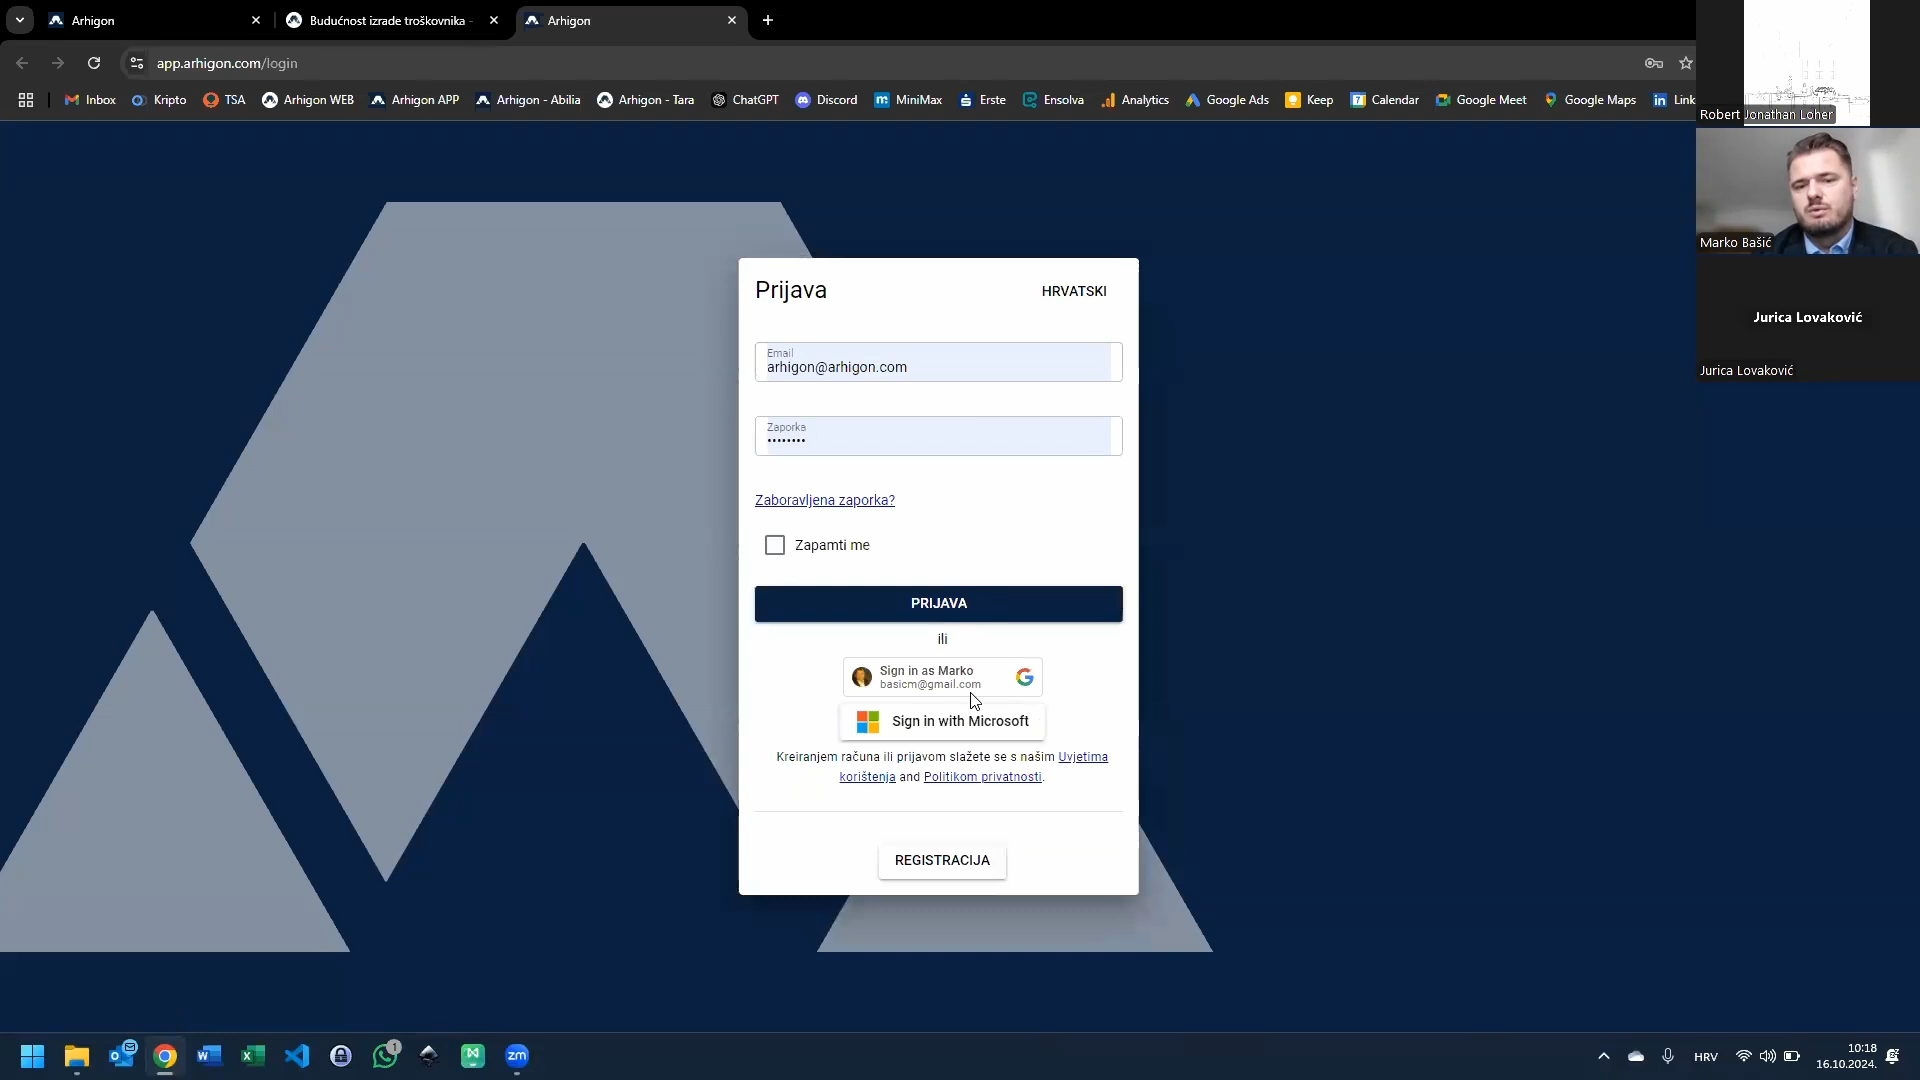 Arhigon
Budućnost izrade troškovnika -
Arhigon
app.arhigon.com/login
Inbox
Kripto
TSA
Arhigon WEB
Arhigon APP
Arhigon - Abilia
Arhigon - Tara
ChatGPT
Discord
MiniMax
Erste
Ensolva
Analytics
Google Ads
Keep
Calendar
Google Meet
Google Maps
Link
Robert Jonathan Loher
Marko Bašić
Jurica Lovaković
Jurica Lovaković
Prijava
HRVATSKI
Email
arhigon@arhigon.com
Zaporka
••••••••
Zaboravljena zaporka?
Zapamti me
PRIJAVA
ili
Sign in as Marko
basicm@gmail.com
Sign in with Microsoft
Kreiranjem računa ili prijavom slažete se s našim Uvjetima
korištenja and Politikom privatnosti.
REGISTRACIJA
1
zm
HRV
10:18
16.10.2024.